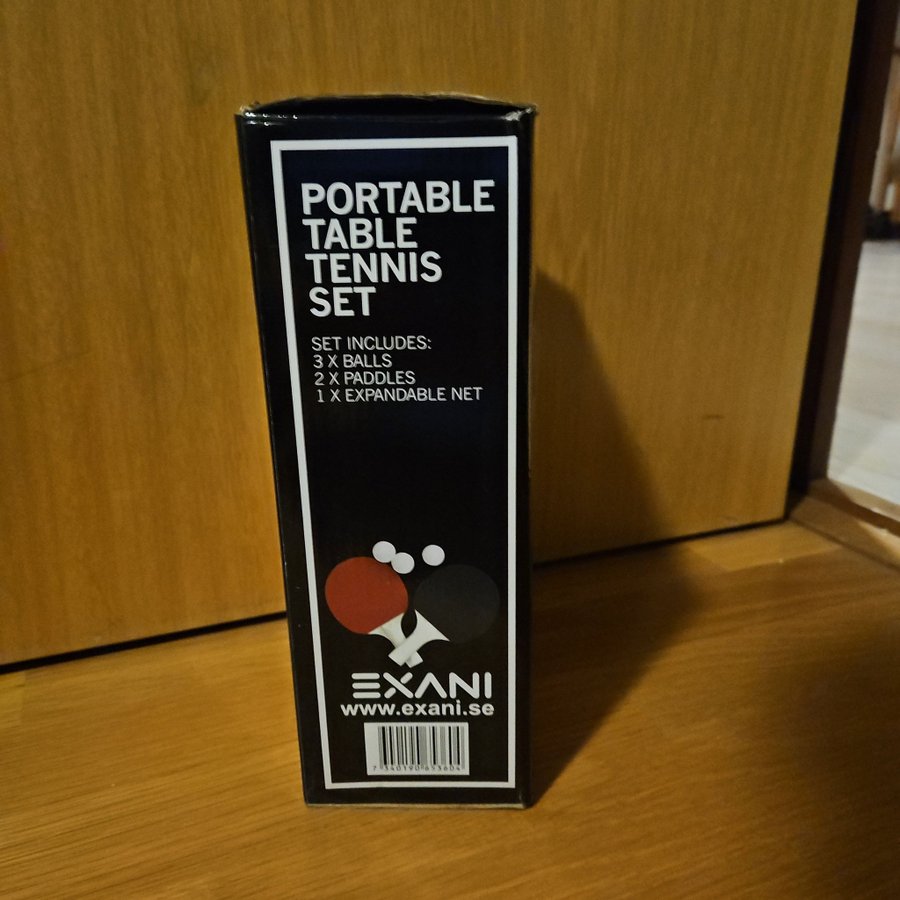 PORTABLE
TABLE
TENNIS
SET
SET INCLUDES:
3 X BALLS
2 X PADDLES
1 X EXPANDABLE NET
EXANI
www.exani.se